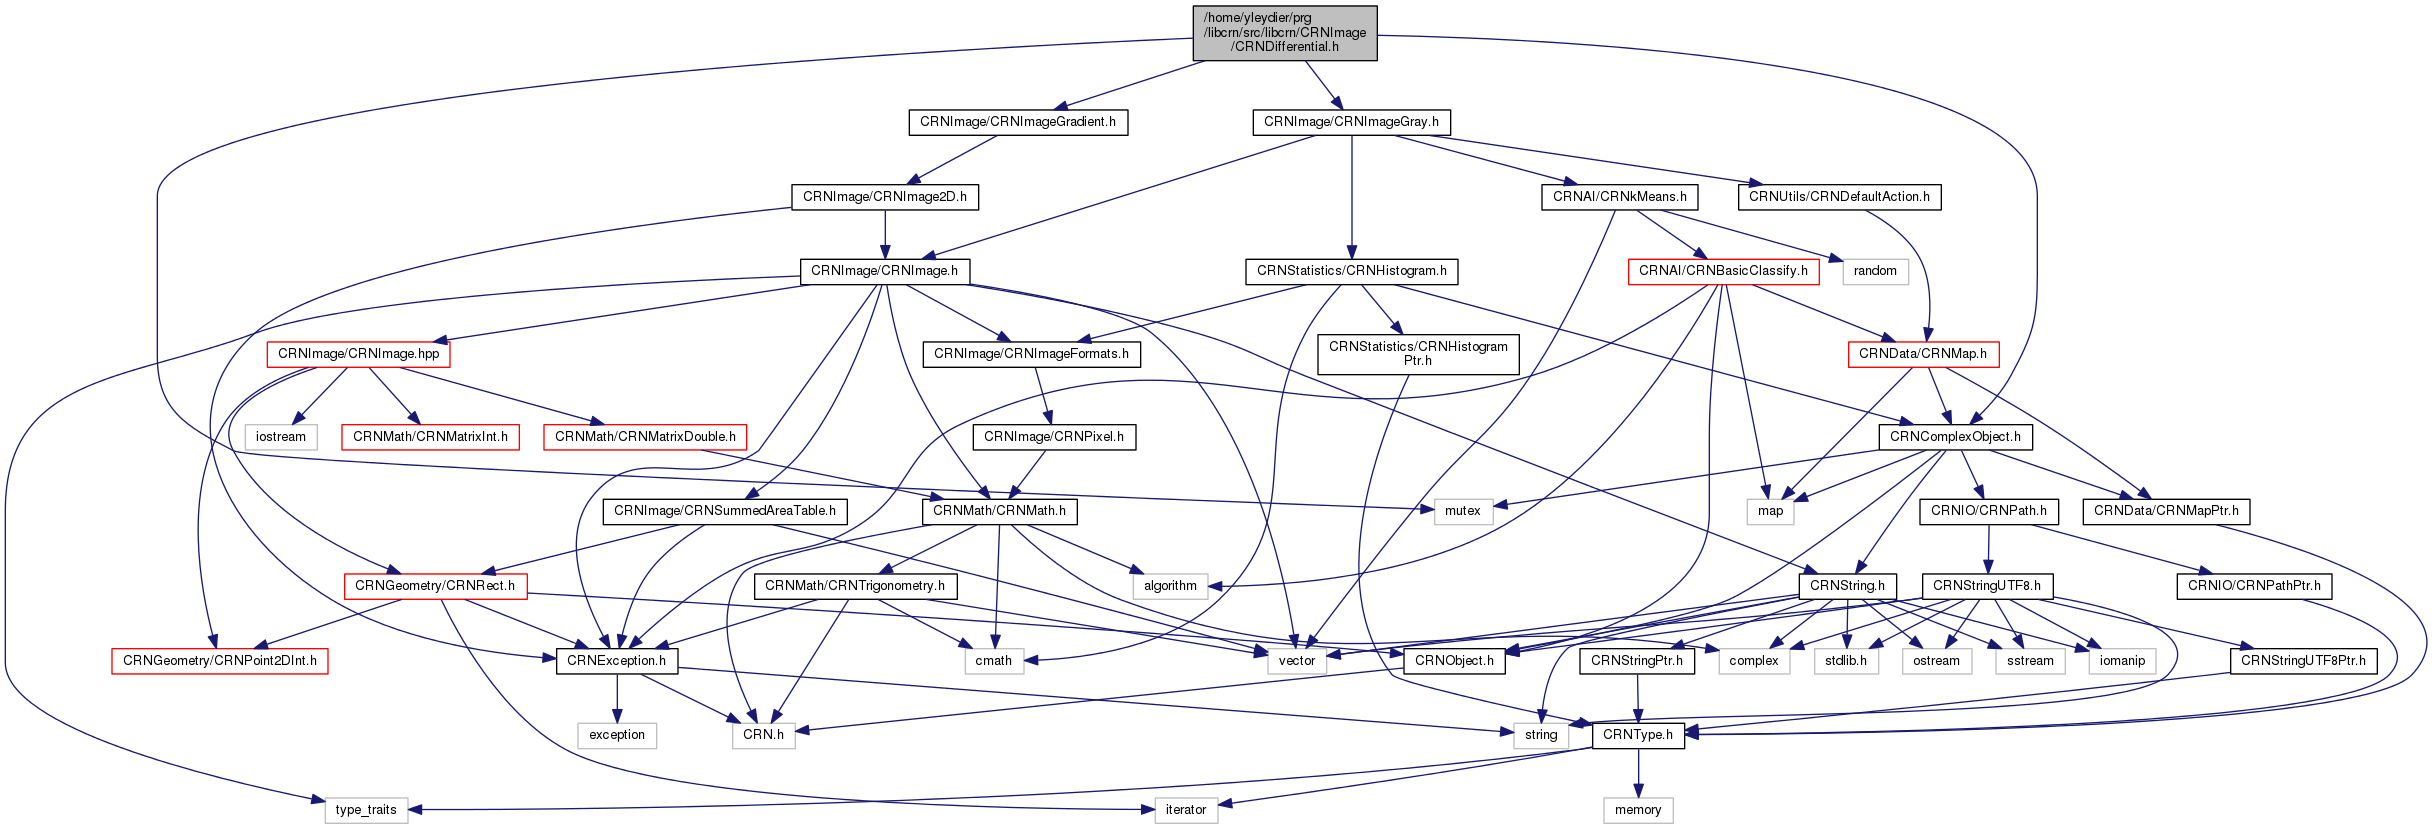 /home/yleydier/prg
/libcrn/src/libcrn/CRNImage
/CRNDifferential.h
CRNImage/CRNImageGradient.h
CRNImage/CRNImageGray.h
CRNImage/CRNImage2D.h
CRNAI/CRNkMeans.h
CRNUtils/CRNDefaultAction.h
CRNImage/CRNImage.h
CRNStatistics/CRNHistogram.h
CRNAI/CRNBasicClassify.h
random
CRNImage/CRNImage.hpp
CRNImage/CRNImageFormats.h
CRNStatistics/CRNHistogram
Ptr.h
CRNData/CRNMap.h
iostream
CRNMath/CRNMatrixInt.h
CRNMath/CRNMatrixDouble.h
CRNImage/CRNPixel.h
CRNComplexObject.h
CRNImage/CRNSummedAreaTable.h
CRNMath/CRNMath.h
mutex
map
CRNIO/CRNPath.h
CRNData/CRNMapPtr.h
CRNGeometry/CRNRect.h
CRNMath/CRNTrigonometry.h
algorithm
CRNString.h
CRNStringUTF8.h
CRNIO/CRNPathPtr.h
CRNGeometry/CRNPoint2DInt.h
CRNException.h
cmath
vector
CRNObject.h
CRNStringPtr.h
complex
stdlib.h
ostream
sstream
iomanip
CRNStringUTF8Ptr.h
exception
CRN.h
string
CRNType.h
type_traits
iterator
memory